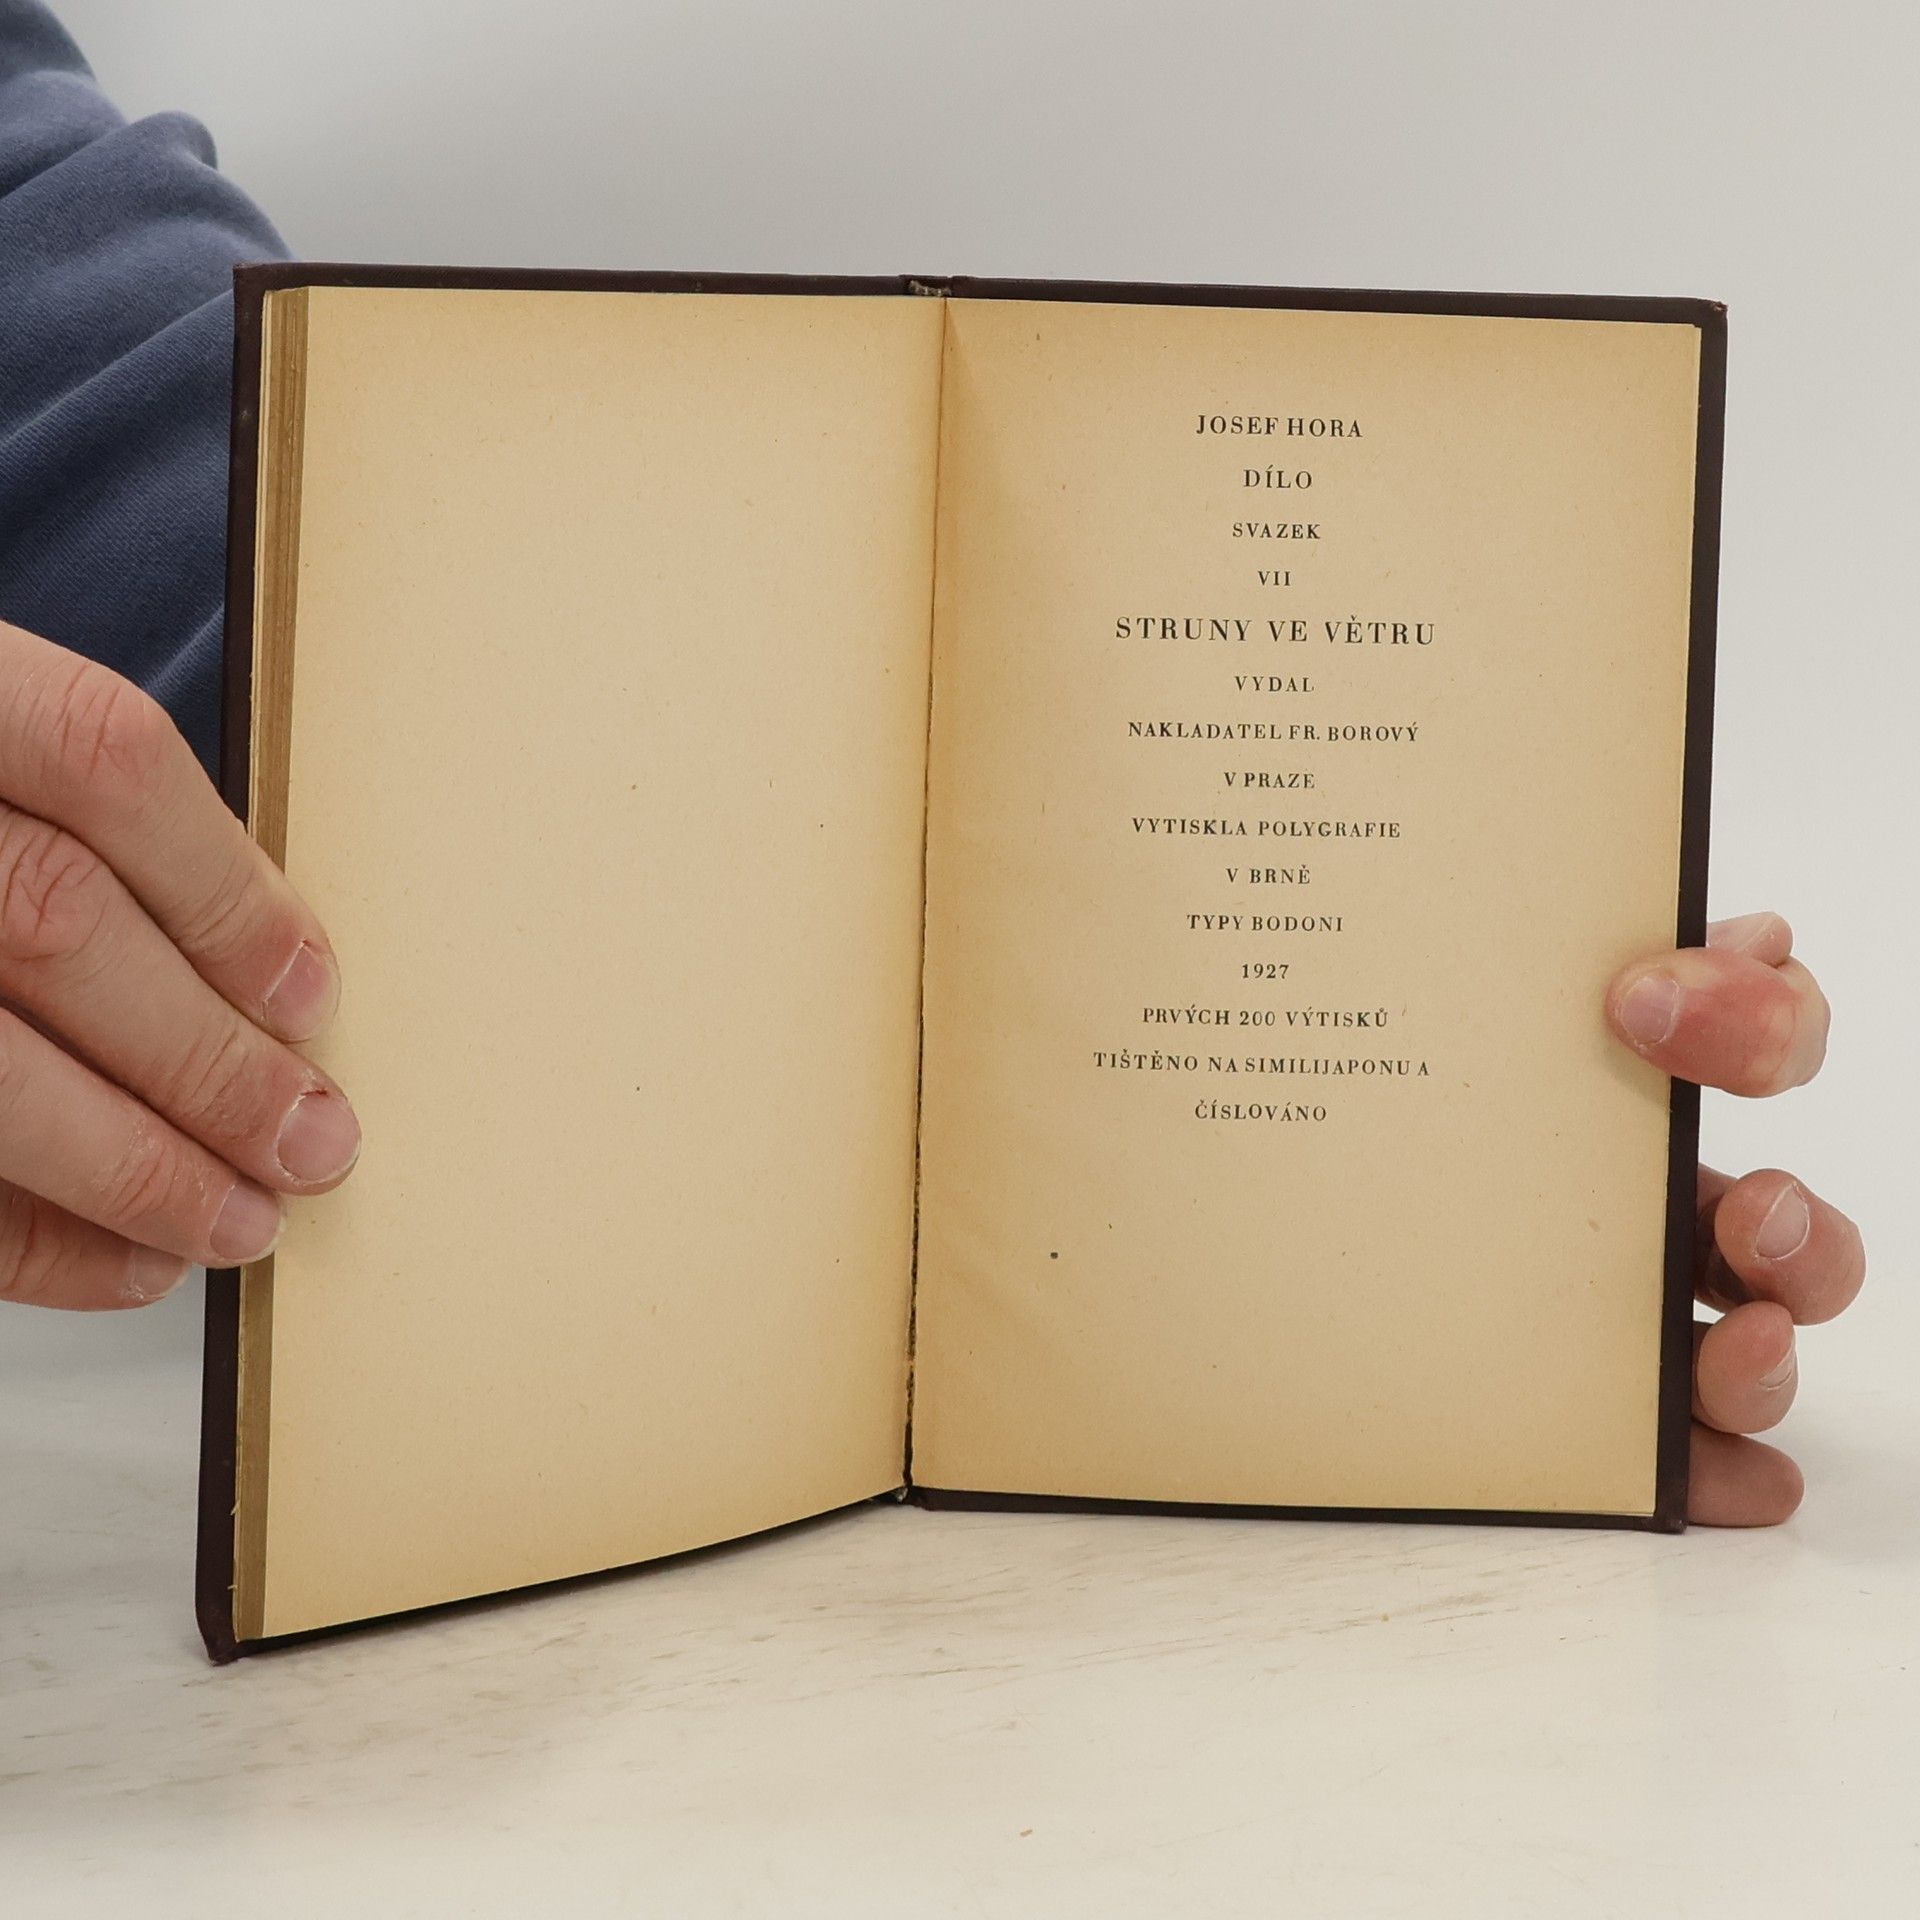 JOSEF HORA
DÍLO
SVAZEK
VII
STRUNY VE VĚTRU
VYDAL
NAKLADATEL FR. BOROVÝ
V PRAZE
VYTISKLA POLYGRAFIE
V BRNĚ
TYPY BODONI
1927
PRVÝCH 200 VÝTISKŮ
TIŠTĚNO NA SIMILIJAPONU A
ČÍSLOVÁNO